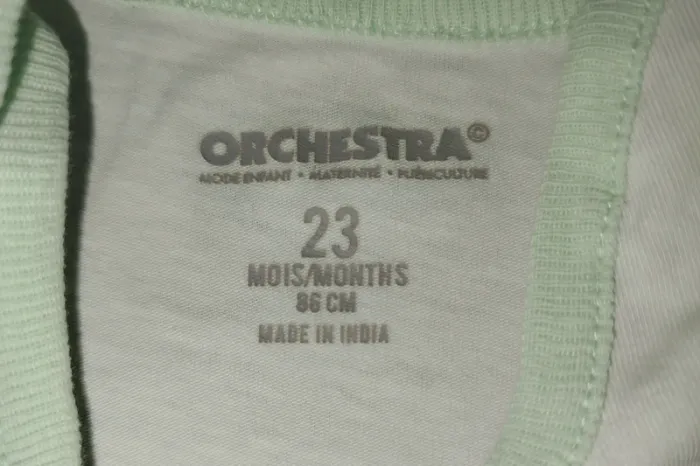 ORCHESTRA©
MODE ENFANT • MATERNITÉ • PUÉRICULTURE
23
MOIS/MONTHS
86 CM
MADE IN INDIA